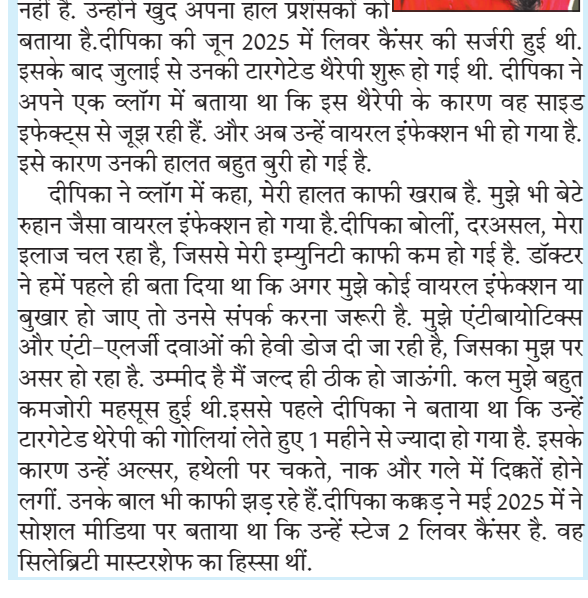 नहीं है. उन्होंने खुद अपना हाल प्रशंसकों को
बताया है.दीपिका की जून 2025 में लिवर कैंसर की सर्जरी हुई थी.
इसके बाद जुलाई से उनकी टारगेटेड थैरेपी शुरू हो गई थी. दीपिका ने
अपने एक व्लॉग में बताया था कि इस थैरेपी के कारण वह साइड
इफेक्ट्स से जूझ रही हैं. और अब उन्हें वायरल इंफेक्शन भी हो गया है.
इसे कारण उनकी हालत बहुत बुरी हो गई है.
दीपिका ने व्लॉग में कहा, मेरी हालत काफी खराब है. मुझे भी बेटे
रुहान जैसा वायरल इंफेक्शन हो गया है.दीपिका बोलीं, दरअसल, मेरा
इलाज चल रहा है, जिससे मेरी इम्युनिटी काफी कम हो गई है. डॉक्टर
ने हमें पहले ही बता दिया था कि अगर मुझे कोई वायरल इंफेक्शन या
बुखार हो जाए तो उनसे संपर्क करना जरूरी है. मुझे एंटीबायोटिक्स
और एंटी-एलर्जी दवाओं की हेवी डोज दी जा रही है, जिसका मुझ पर
असर हो रहा है. उम्मीद है मैं जल्द ही ठीक हो जाऊंगी. कल मुझे बहुत
कमजोरी महसूस हुई थी.इससे पहले दीपिका ने बताया था कि उन्हें
टारगेटेड थेरेपी की गोलियां लेते हुए 1 महीने से ज्यादा हो गया है. इसके
कारण उन्हें अल्सर, हथेली पर चकते, नाक और गले में दिक्कतें होने
लगीं. उनके बाल भी काफी झड़ रहे हैं.दीपिका कक्कड़ ने मई 2025 में ने
सोशल मीडिया पर बताया था कि उन्हें स्टेज 2 लिवर कैंसर है. वह
सिलेब्रिटी मास्टरशेफ का हिस्सा थीं.